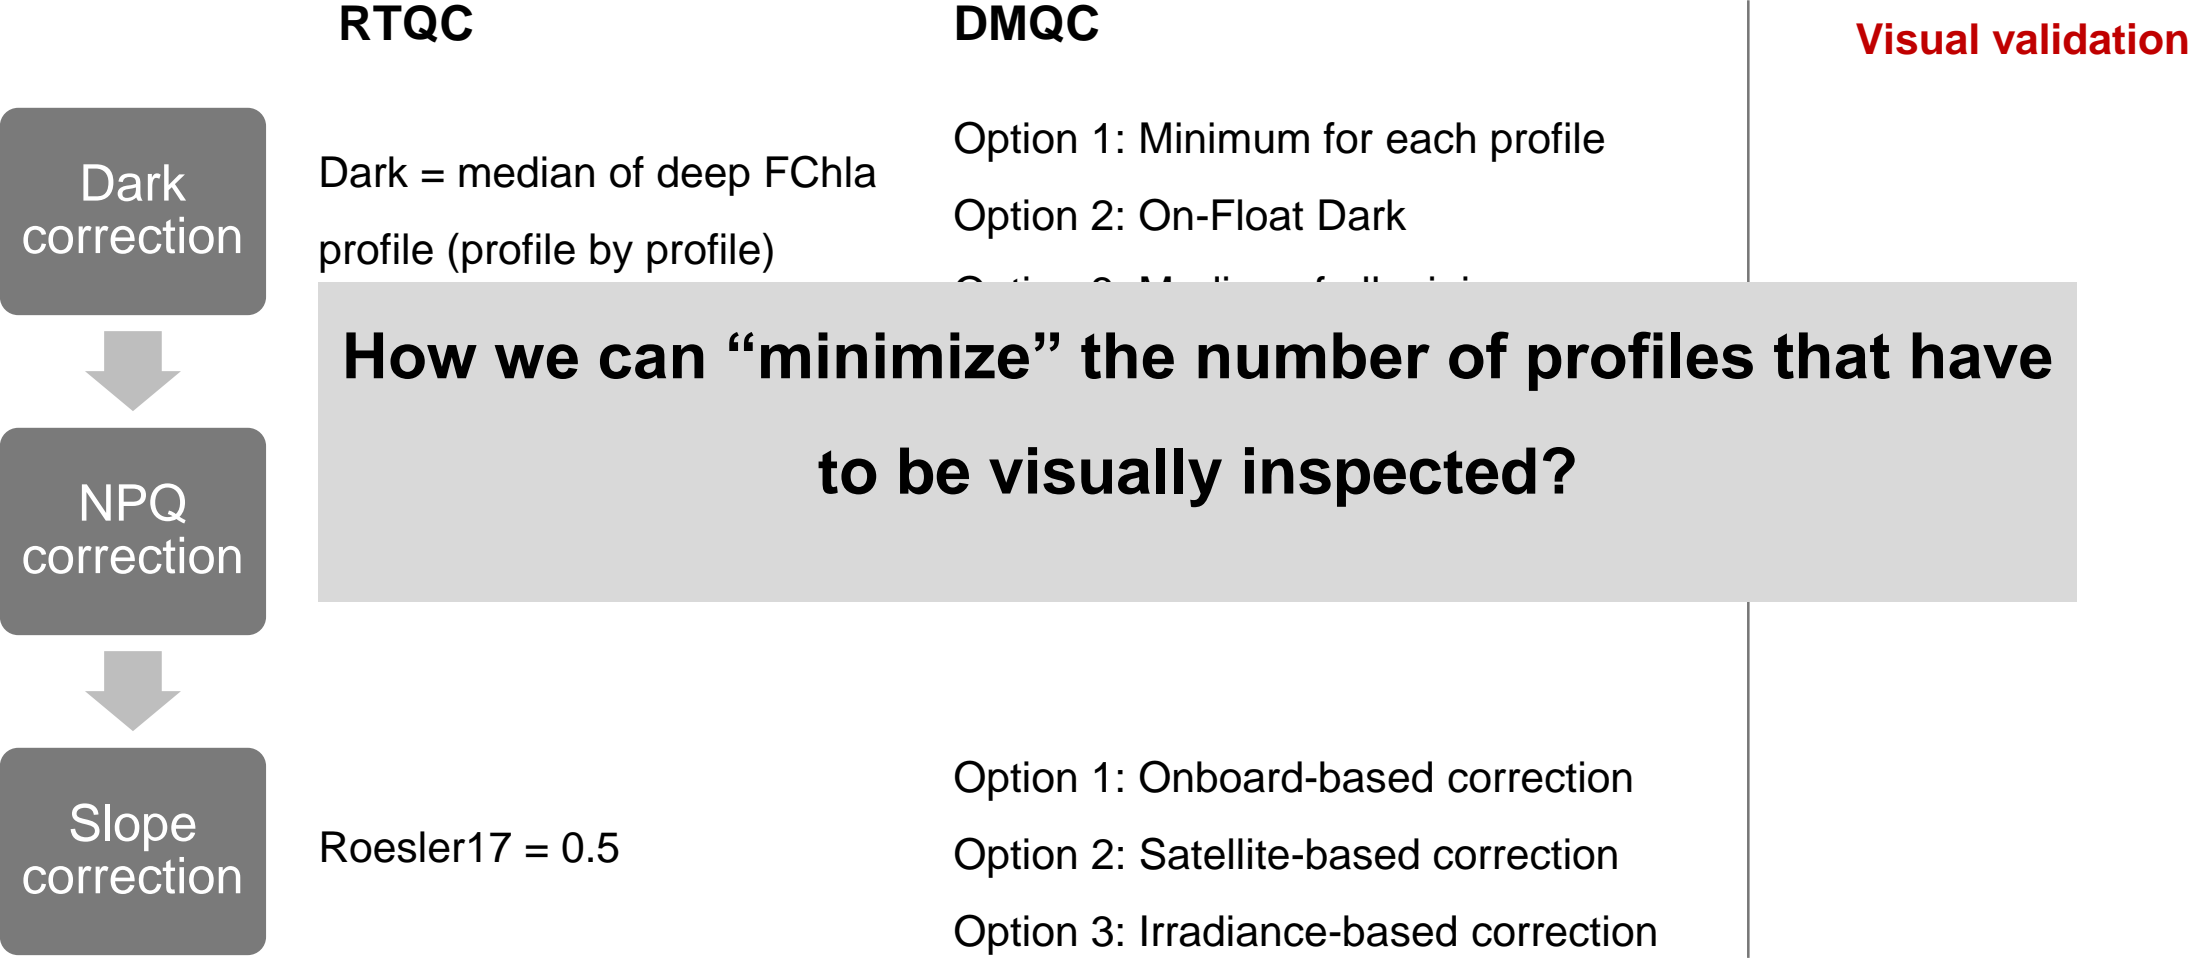 RTQC
DMQC
Visual validation
Dark
correction
Dark = median of deep FChla
profile (profile by profile)
Option 1: Minimum for each profile
Option 2: On-Float Dark
How we can “minimize” the number of profiles that have
to be visually inspected?
NPQ
correction
Slope
correction
Roesler17 = 0.5
Option 1: Onboard-based correction
Option 2: Satellite-based correction
Option 3: Irradiance-based correction